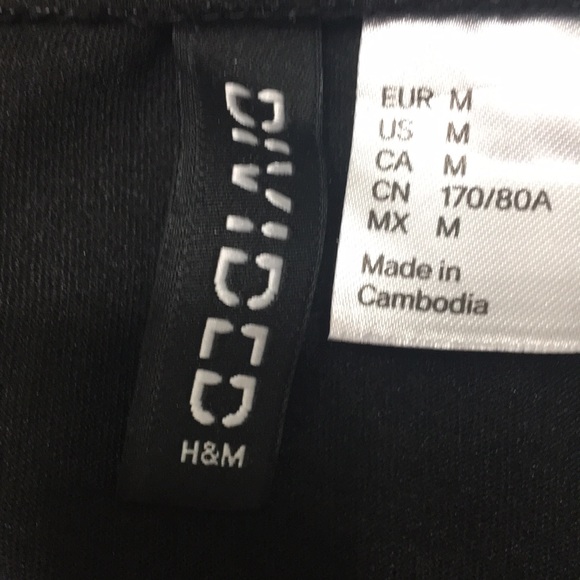 DIVIDED
H&M
EUR M
US M
CA M
CN 170/80A
MX M
Made in
Cambodia